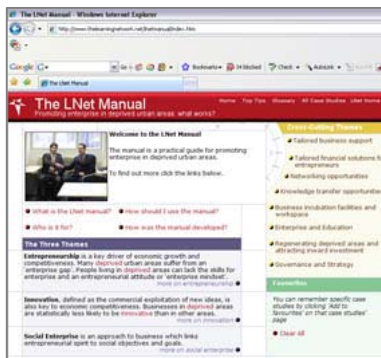 The LNet Manual - Windows Internet Explorer
Google
Bookmarks
Check
AutoLink
The LNet Manual
The LNet Manual
Promoting enterprise in deprived urban areas: what works?
Home Top Tips Glossary All Case Studies LNet Home
Welcome to the LNet Manual
The manual is a practical guide for promoting
enterprise in deprived urban areas.
To find out more click the links below.
What is the LNet manual?
How should I use the manual?
Who is it for?
How was the manual developed?
The Three Themes
Entrepreneurship is a key driver of economic growth and
competitiveness. Many deprived urban areas suffer from an
'enterprise gap'. People living in deprived areas can lack the skills for
enterprise and an entrepreneurial attitude or 'enterprise mindset'.
more on entrepreneurship
Innovation, defined as the commercial exploitation of new ideas, is
also key to economic competitiveness. Businesses in deprived areas
are statistically less likely to be innovative than in other areas.
more on innovation
Social Enterprise is an approach to business which links
entrepreneurial spirit to social objectives and goals.
more on social enterprise
Cross-Cutting Themes
Tailored business support
Tailored financial solutions f
entrepreneurs
Networking opportunities
Knowledge transfer opportunities
Business incubation facilities and
workspace
Enterprise and Education
Regenerating deprived areas and
attracting inward investment
Governance and Strategy
Favourites
You can remember specific case
studies by clicking 'Add to
favourites' on that case studies'
page
Clear All